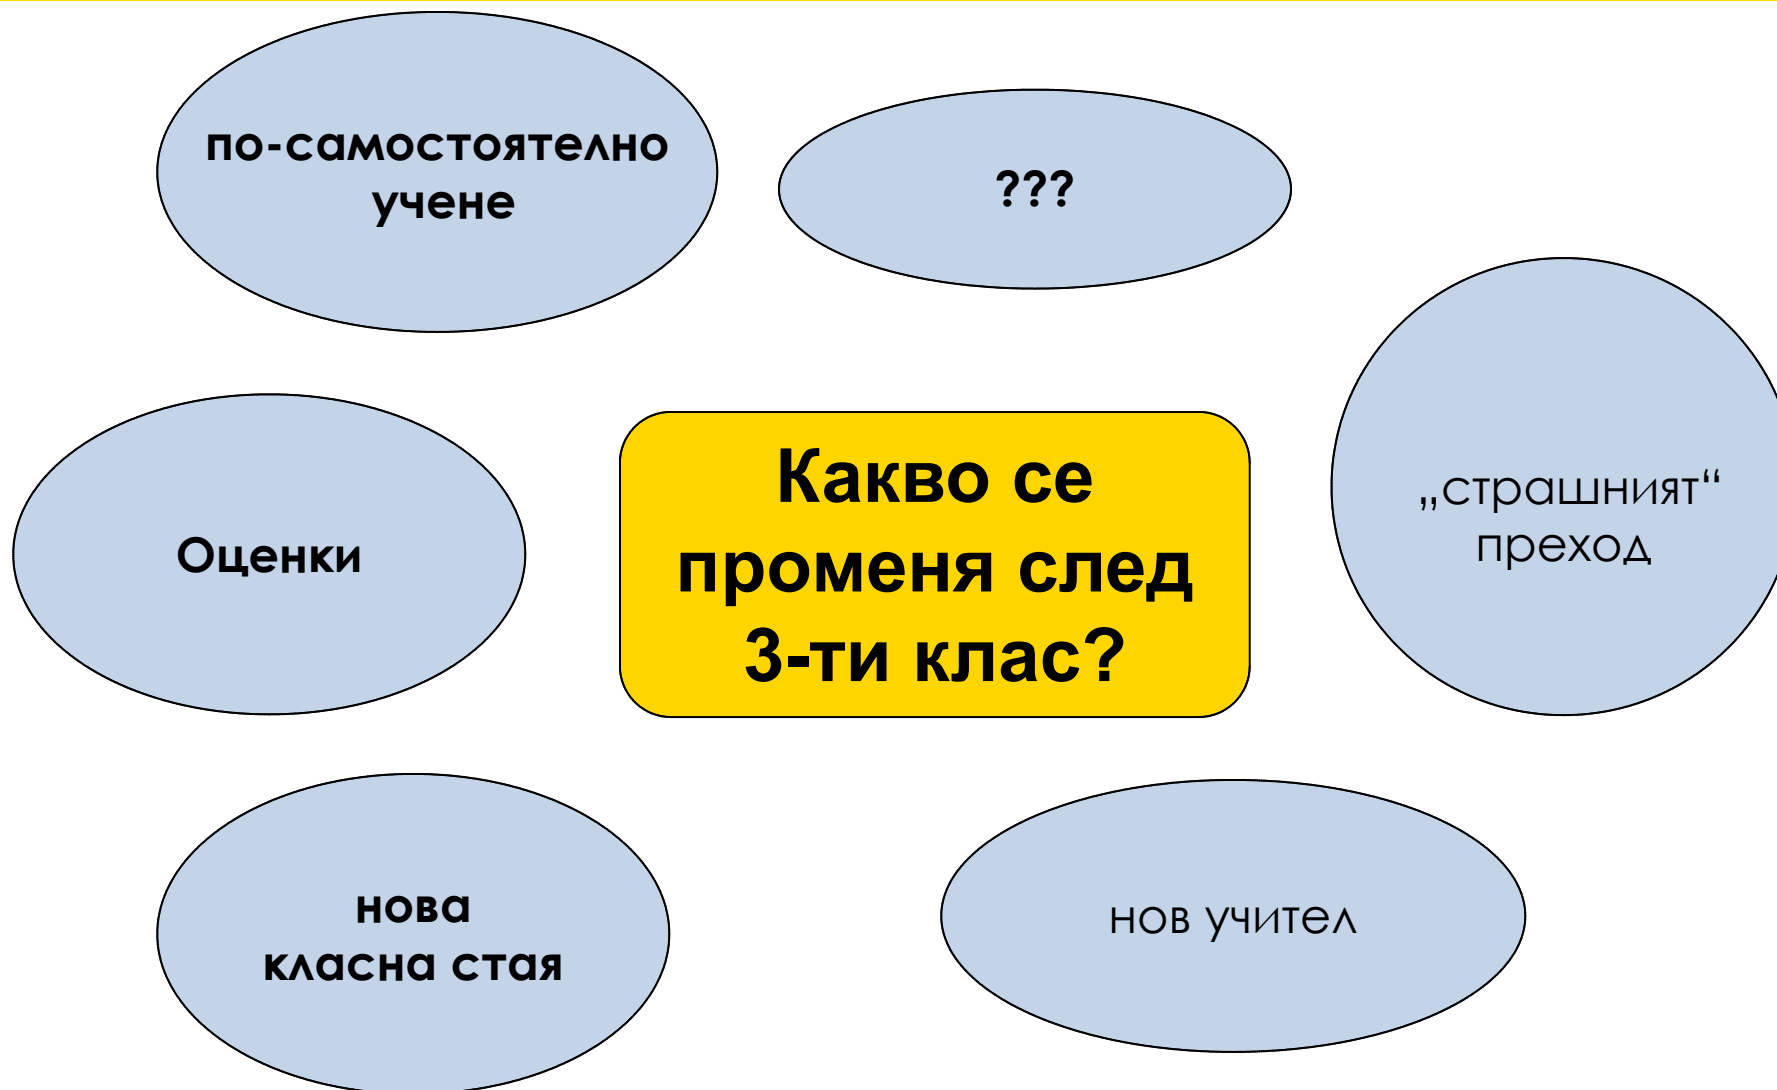 по-самостоятелно
учене
???
„страшният“
преход
Оценки
Какво се
променя след
3-ти клас?
нова
класна стая
нов учител